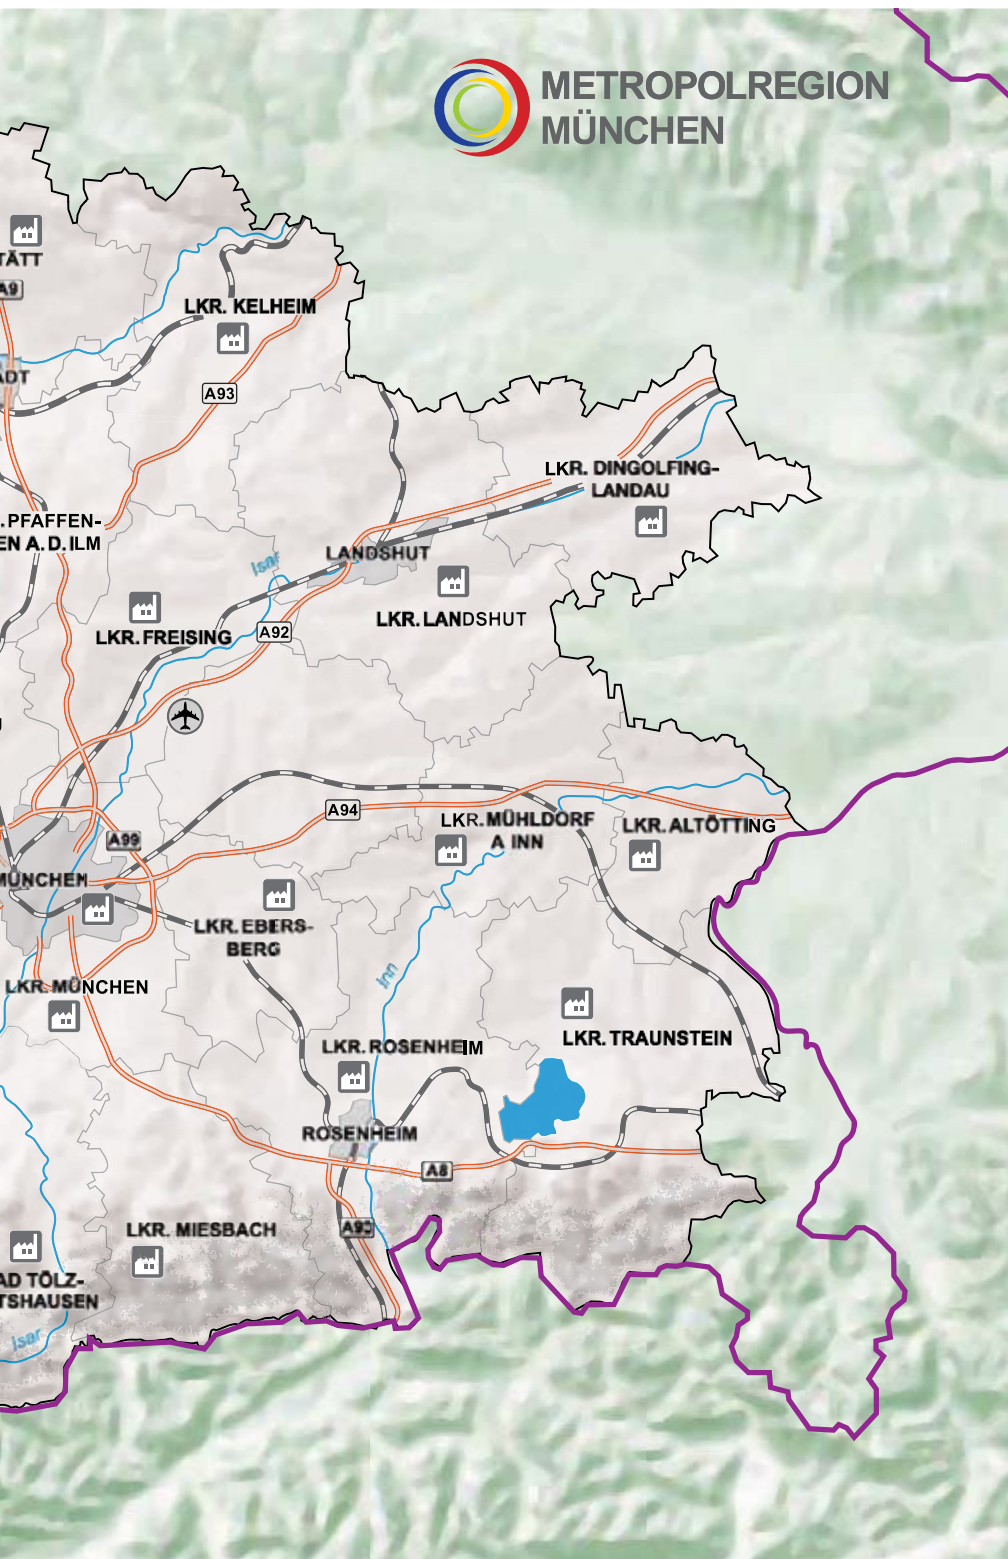 METROPOLREGION
MÜNCHEN
TÄTT
A9
LKR. KELHEIM
ADT
A93
LKR. DINGOLFING-
LANDAU
. PFAFFEN-
EN A. D. ILM
Isar
LANDSHUT
LKR. LANDSHUT
LKR. FREISING
A92
A94
LKR. MÜHLDORF
A INN
LKR. ALTÖTTING
A99
MÜNCHEN
LKR. EBERS-
BERG
Inn
LKR. MÜNCHEN
LKR. TRAUNSTEIN
LKR. ROSENHEIM
ROSENHEIM
A8
A93
LKR. MIESBACH
AD TÖLZ-
TSHAUSEN
Isar